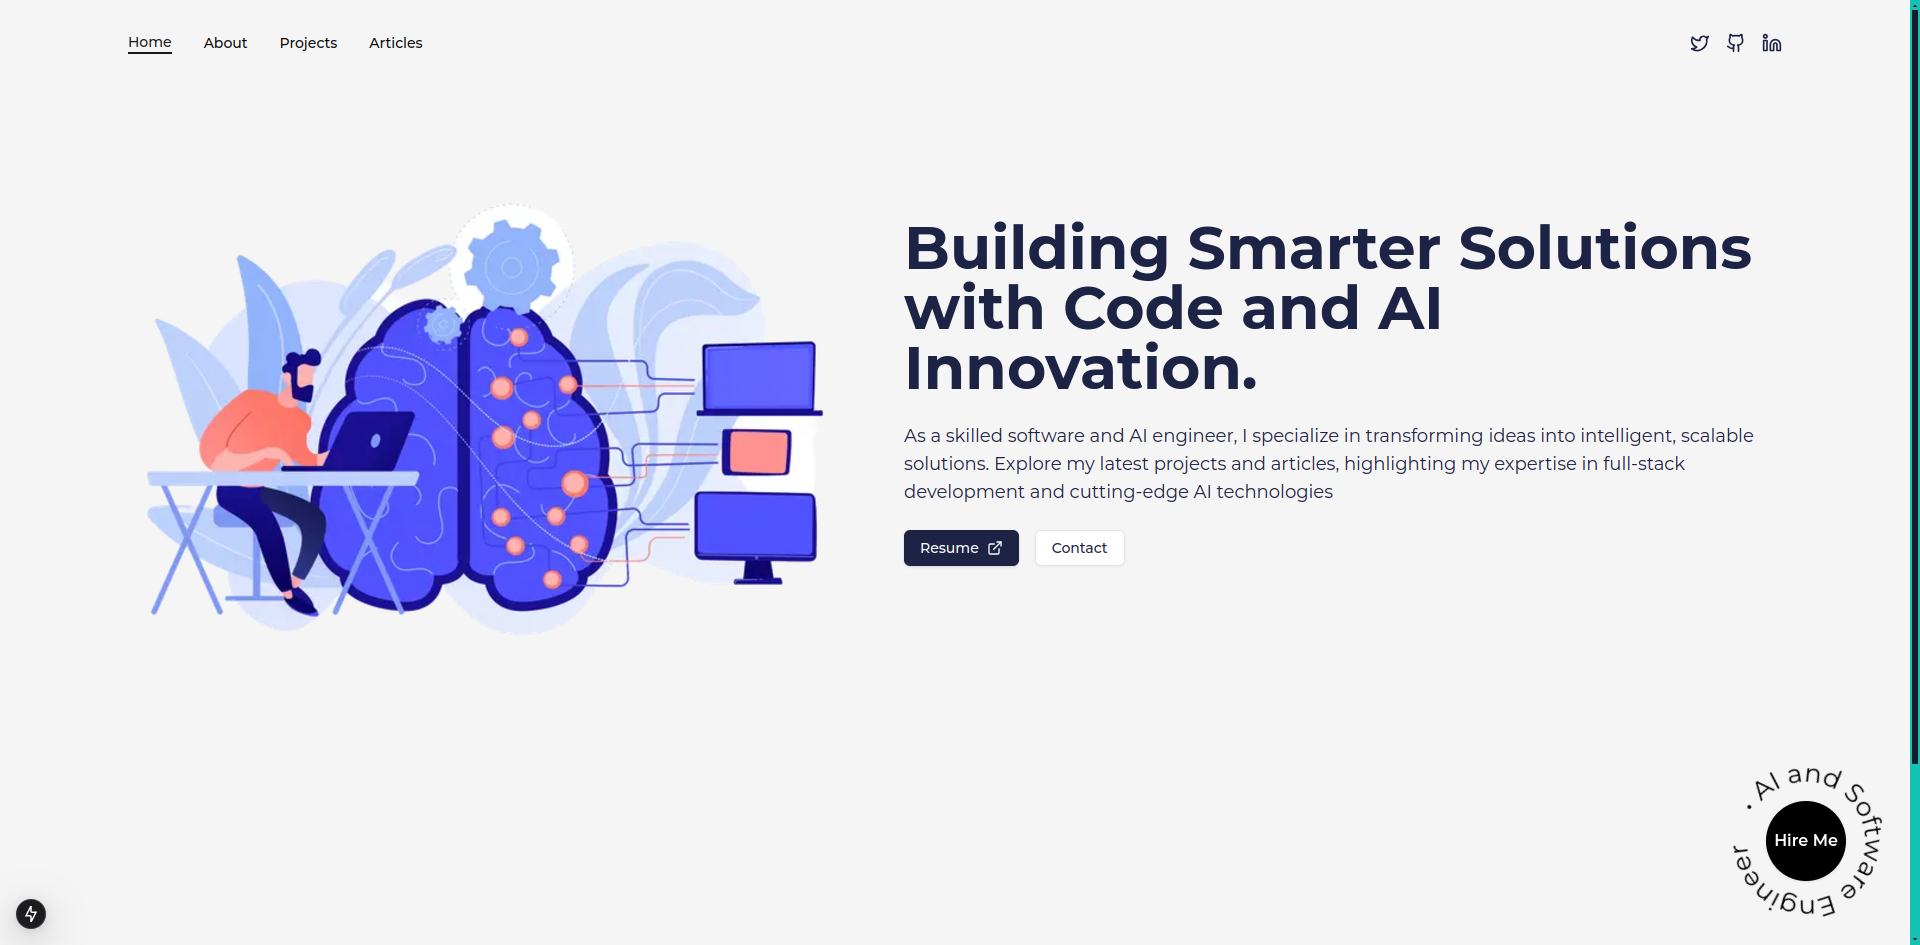 Home About Projects Articles
Building Smarter Solutions
with Code and AI
Innovation.
As a skilled software and AI engineer, I specialize in transforming ideas into intelligent, scalable
solutions. Explore my latest projects and articles, highlighting my expertise in full-stack
development and cutting-edge AI technologies
Resume Contact
• AI and Software Engineer
Hire Me